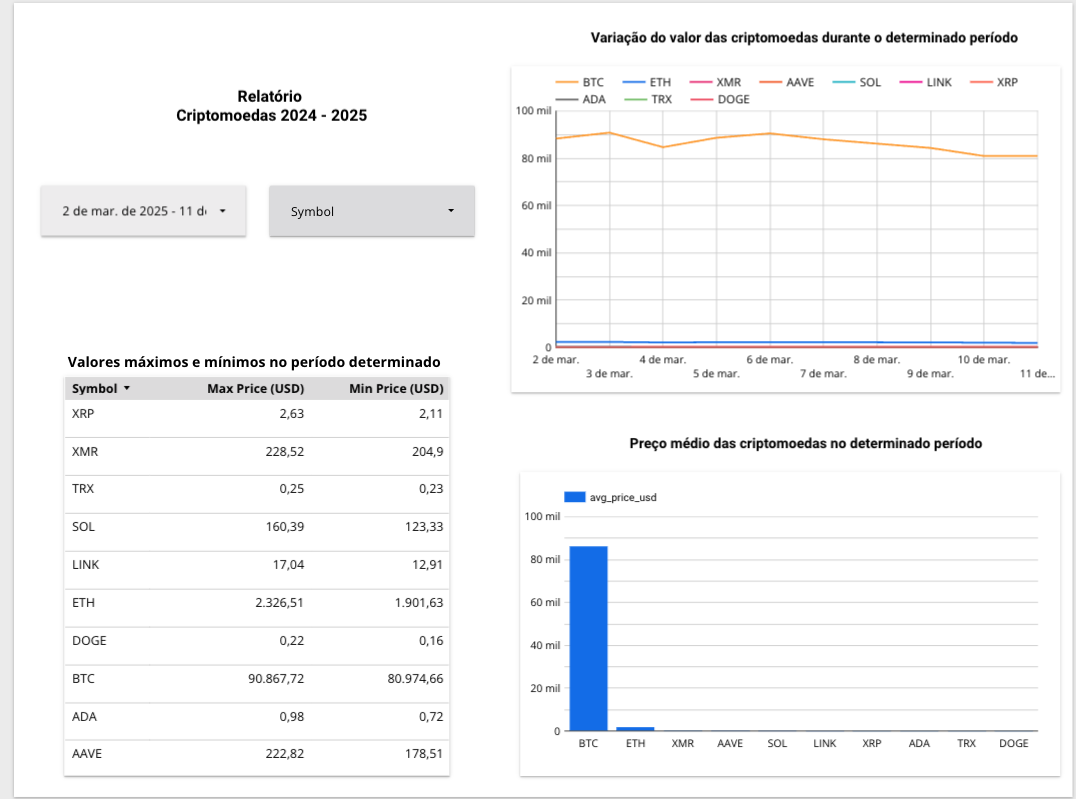 Relatório
Criptomoedas 2024 - 2025
2 de mar. de 2025 - 11 d
Symbol
Valores máximos e mínimos no período determinado
Symbol Max Price (USD) Min Price (USD)
XRP 2,63 2,11
XMR 228,52 204,9
TRX 0,25 0,23
SOL 160,39 123,33
LINK 17,04 12,91
ETH 2.326,51 1.901,63
DOGE 0,22 0,16
BTC 90.867,72 80.974,66
ADA 0,98 0,72
AAVE 222,82 178,51
Variação do valor das criptomoedas durante o determinado período
BTC ETH XMR AAVE SOL LINK XRP
ADA TRX DOGE
100 mil
80 mil
60 mil
40 mil
20 mil
0
2 de mar. 4 de mar. 6 de mar. 8 de mar. 10 de mar.
3 de mar. 5 de mar. 7 de mar. 9 de mar. 11 de...
Preço médio das criptomoedas no determinado período
avg_price_usd
100 mil
80 mil
60 mil
40 mil
20 mil
0
BTC ETH XMR AAVE SOL LINK XRP ADA TRX DOGE